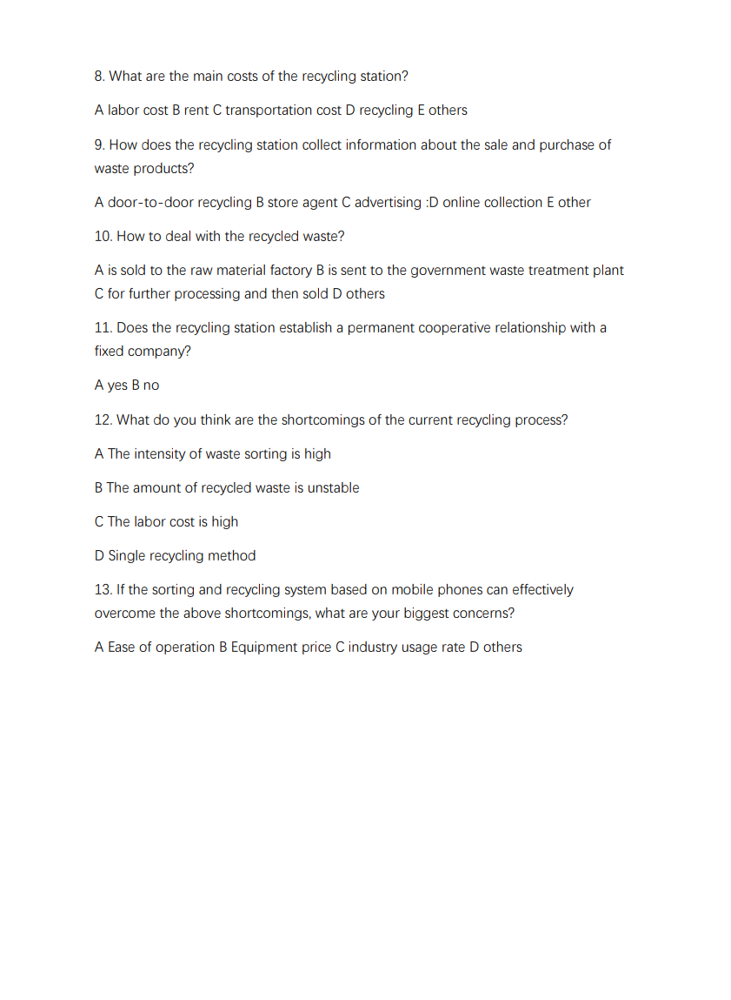 8. What are the main costs of the recycling station?
A labor cost B rent C transportation cost D recycling E others
9. How does the recycling station collect information about the sale and purchase of
waste products?
A door-to-door recycling B store agent C advertising :D online collection E other
10. How to deal with the recycled waste?
A is sold to the raw material factory B is sent to the government waste treatment plant
C for further processing and then sold D others
11. Does the recycling station establish a permanent cooperative relationship with a
fixed company?
A yes B no
12. What do you think are the shortcomings of the current recycling process?
A The intensity of waste sorting is high
B The amount of recycled waste is unstable
C The labor cost is high
D Single recycling method
13. If the sorting and recycling system based on mobile phones can effectively
overcome the above shortcomings, what are your biggest concerns?
A Ease of operation B Equipment price C industry usage rate D others